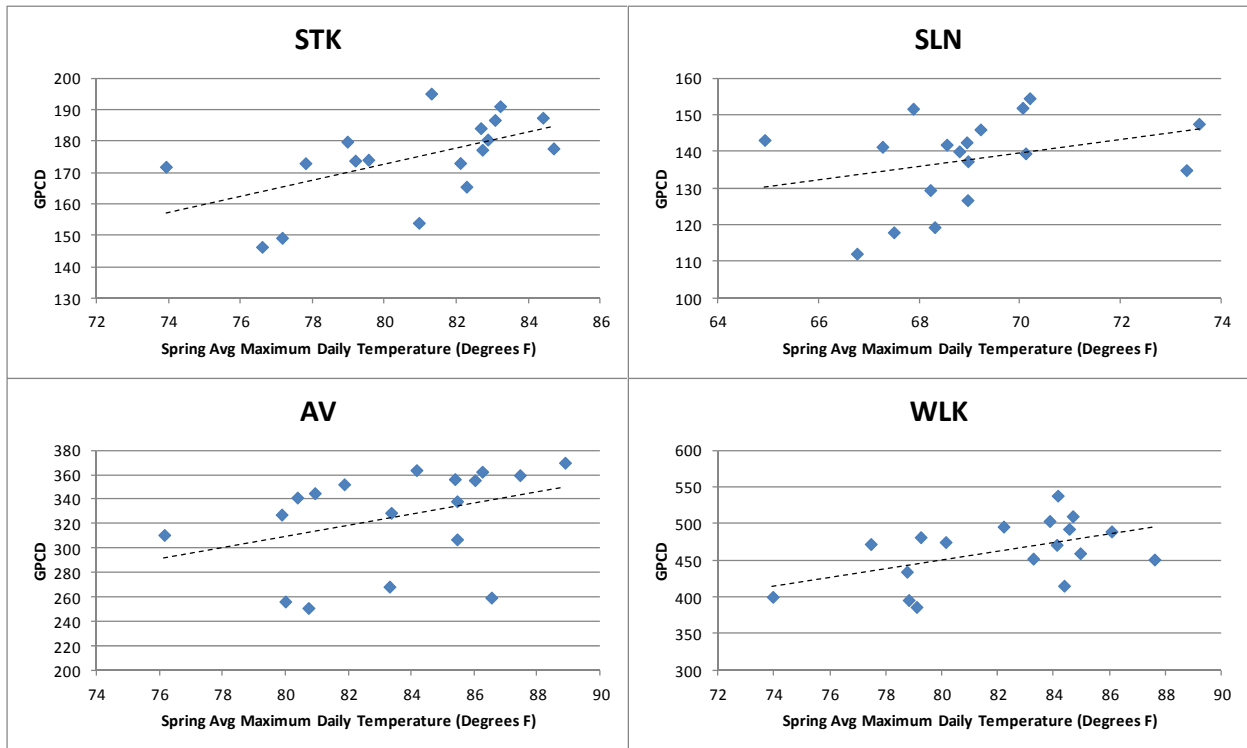 STK
GPCD
200
190
180
170
160
150
140
130
72 74 76 78 80 82 84 86
Spring Avg Maximum Daily Temperature (Degrees F)
SLN
GPCD
160
150
140
130
120
110
100
64 66 68 70 72 74
Spring Avg Maximum Daily Temperature (Degrees F)
AV
GPCD
380
360
340
320
300
280
260
240
220
200
74 76 78 80 82 84 86 88 90
Spring Avg Maximum Daily Temperature (Degrees F)
WLK
GPCD
600
550
500
450
400
350
300
72 74 76 78 80 82 84 86 88 90
Spring Avg Maximum Daily Temperature (Degrees F)